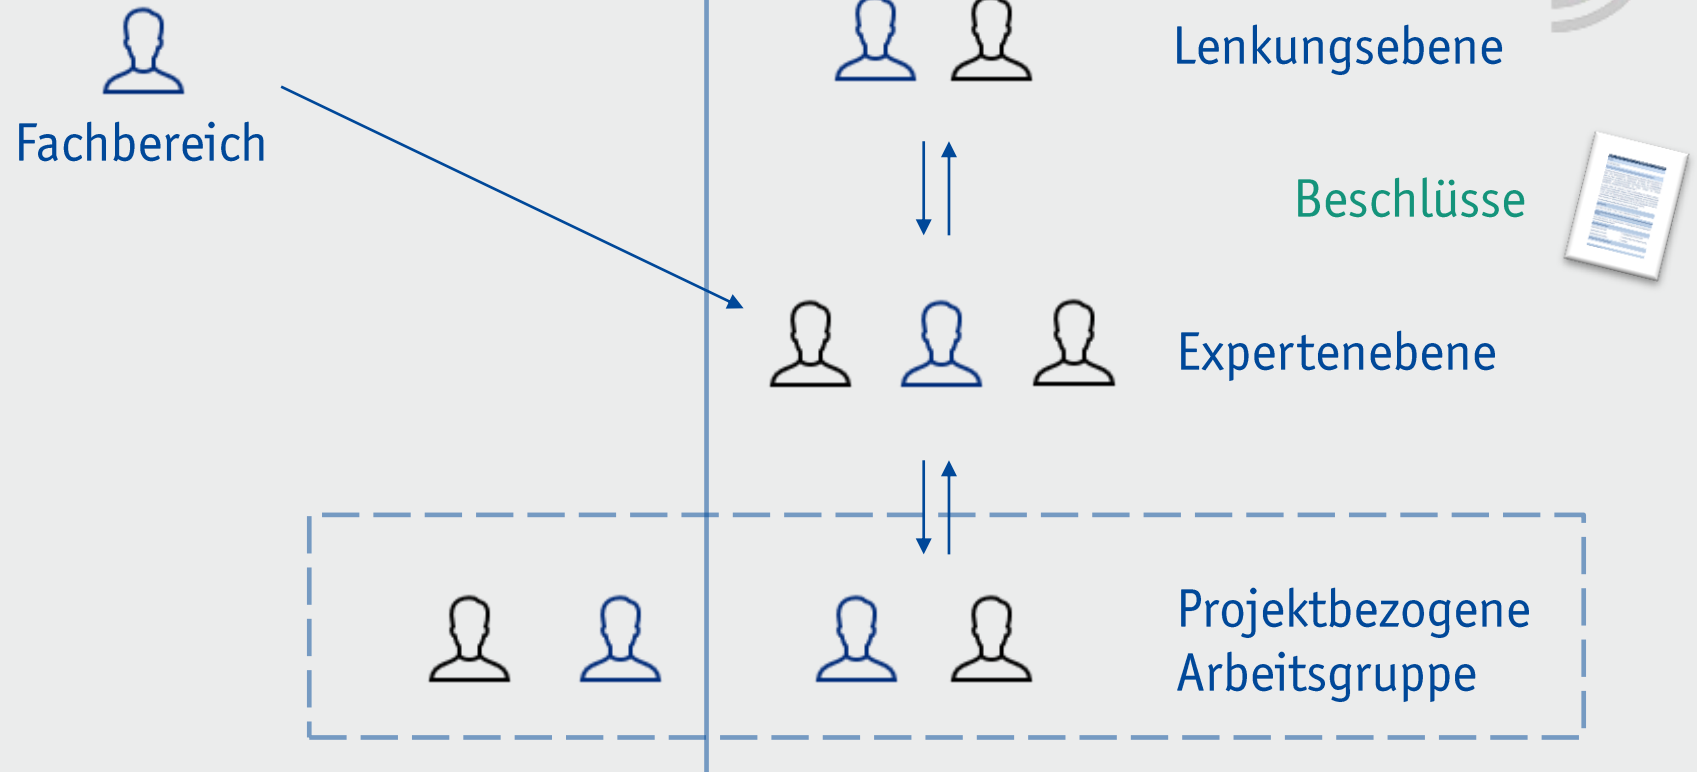 Lenkungsebene
Fachbereich
Beschlüsse
Expertenebene
Projektbezogene
Arbeitsgruppe